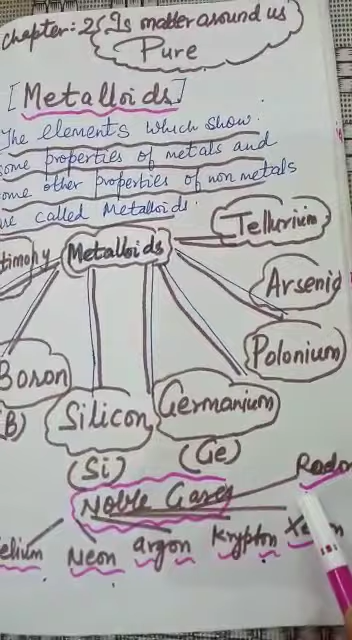 chapter: 2 Is matter around us
Pure
[Metalloids]
The elements which show
some properties of metals and
some other properties of non metals
are called Metalloids.
Tellurium
timony
Metalloids
Arsenic
Polonium
Boron
(B)
Silicon
(Si)
Germanium
(Ge)
Noble Gases
Radon
elium
Neon
argon
Krypton